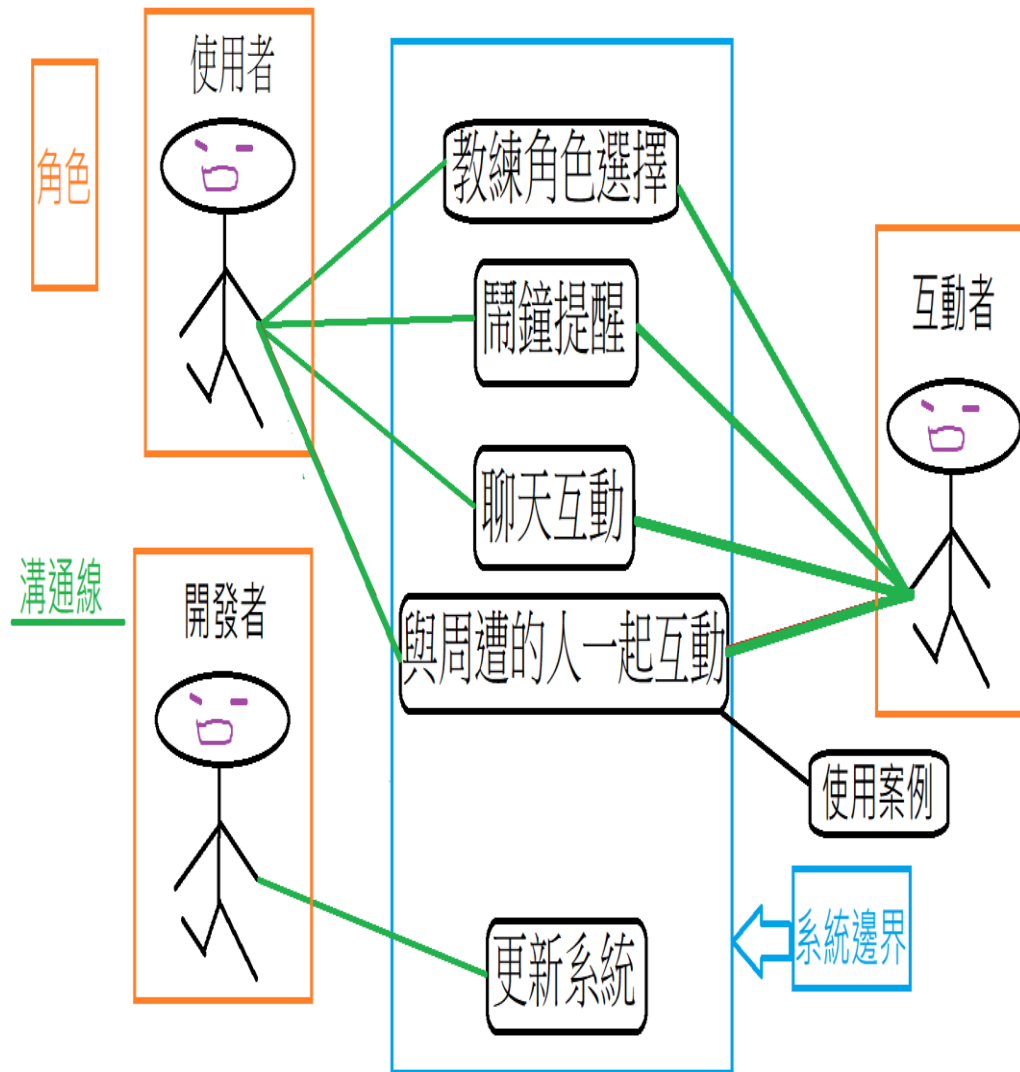 使用者
角色
教練角色選擇
鬧鐘提醒
互動者
聊天互動
溝通線
開發者
與周遭的人一起互動
使用案例
更新系統
系統邊界